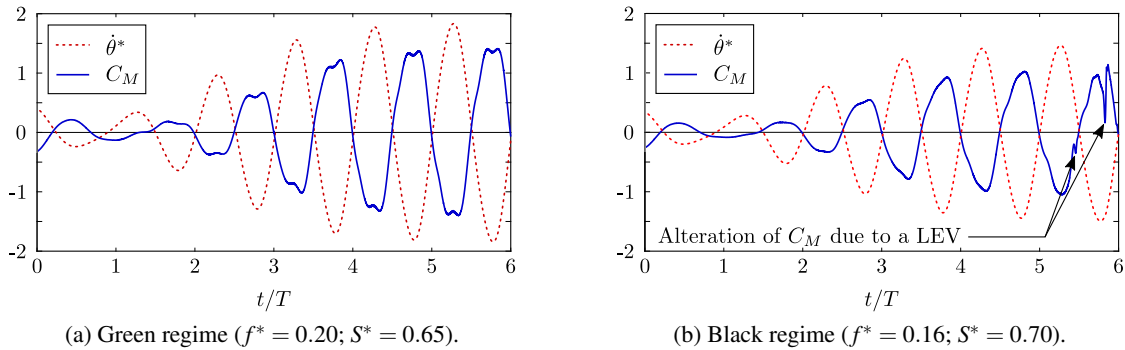 2
1
0
-1
-2
θ̇*
C_M
0 1 2 3 4 5 6
t/T
(a) Green regime (f* = 0.20; S* = 0.65).
2
1
0
-1
-2
θ̇*
C_M
Alteration of C_M due to a LEV
0 1 2 3 4 5 6
t/T
(b) Black regime (f* = 0.16; S* = 0.70).